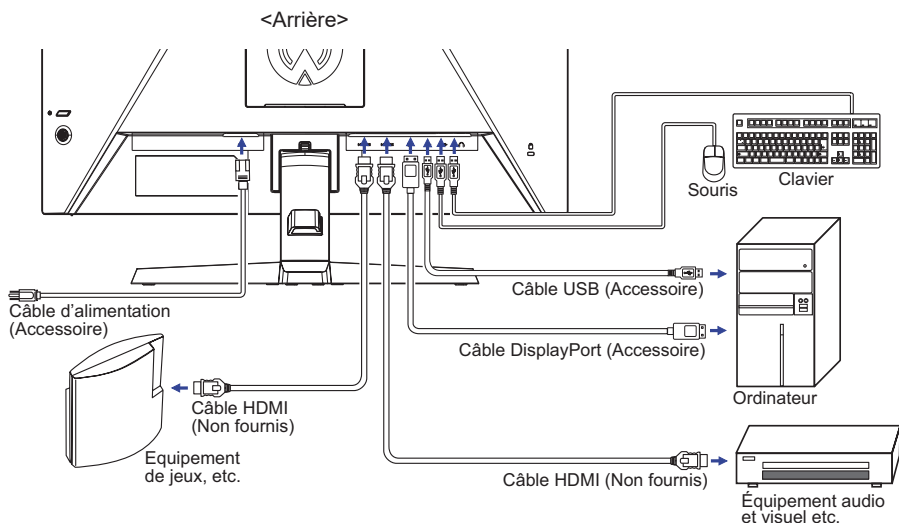 <Arrière>
Souris
Clavier
Câble USB (Accessoire)
Câble d'alimentation
(Accessoire)
Câble DisplayPort (Accessoire)
Ordinateur
Câble HDMI
(Non fournis)
Equipement
de jeux, etc.
Câble HDMI (Non fournis)
Équipement audio
et visuel etc.